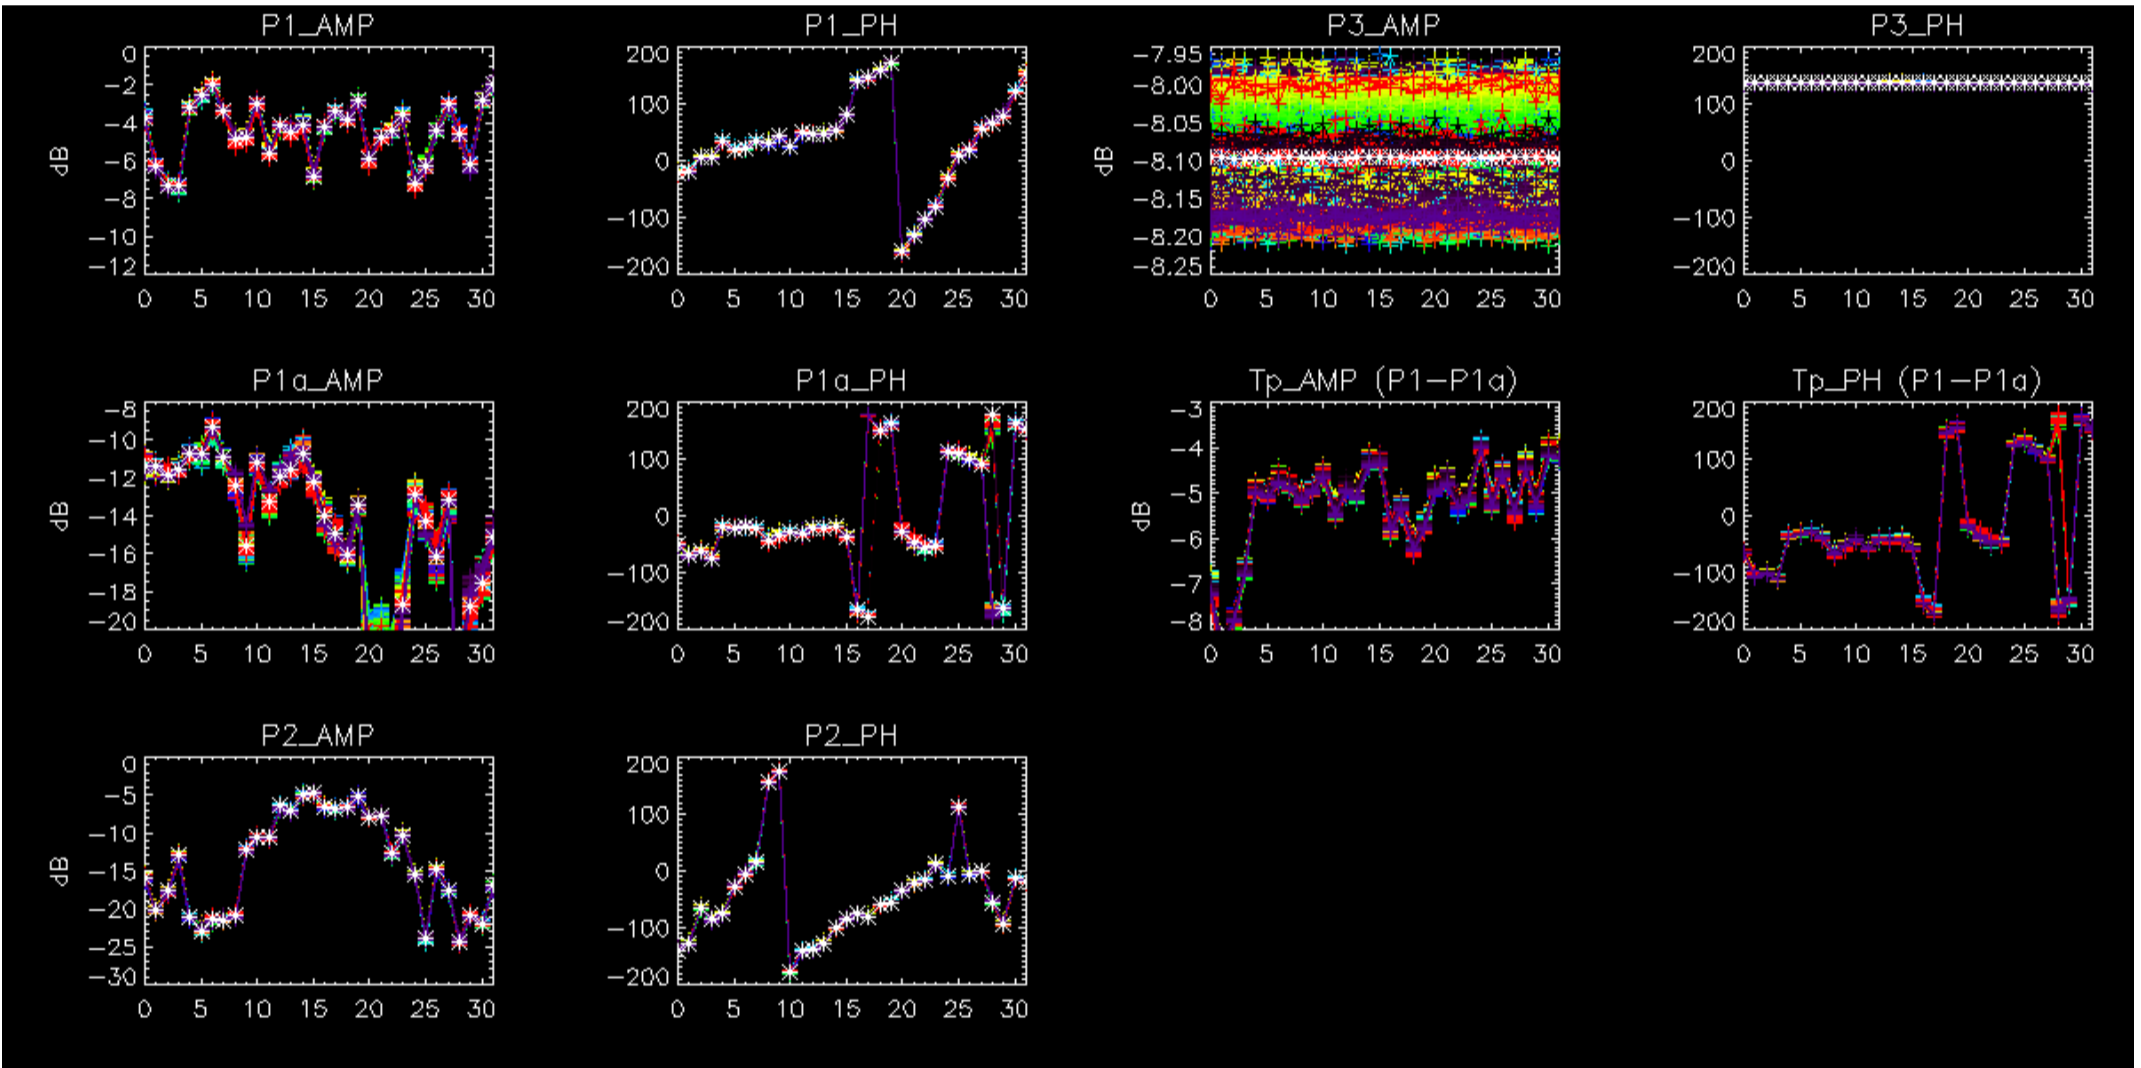 P1_AMP
0
-2
-4
-6
-8
-10
-12
dB
0 5 10 15 20 25 30
P1_PH
200
100
0
-100
-200
0 5 10 15 20 25 30
P3_AMP
-7.95
-8.00
-8.05
-8.10
-8.15
-8.20
-8.25
dB
0 5 10 15 20 25 30
P3_PH
200
100
0
-100
-200
0 5 10 15 20 25 30
P1a_AMP
-8
-10
-12
-14
-16
-18
-20
dB
0 5 10 15 20 25 30
P1a_PH
200
100
0
-100
-200
0 5 10 15 20 25 30
Tp_AMP (P1-P1a)
-3
-4
-5
-6
-7
-8
dB
0 5 10 15 20 25 30
Tp_PH (P1-P1a)
200
100
0
-100
-200
0 5 10 15 20 25 30
P2_AMP
0
-5
-10
-15
-20
-25
-30
dB
0 5 10 15 20 25 30
P2_PH
200
100
0
-100
-200
0 5 10 15 20 25 30